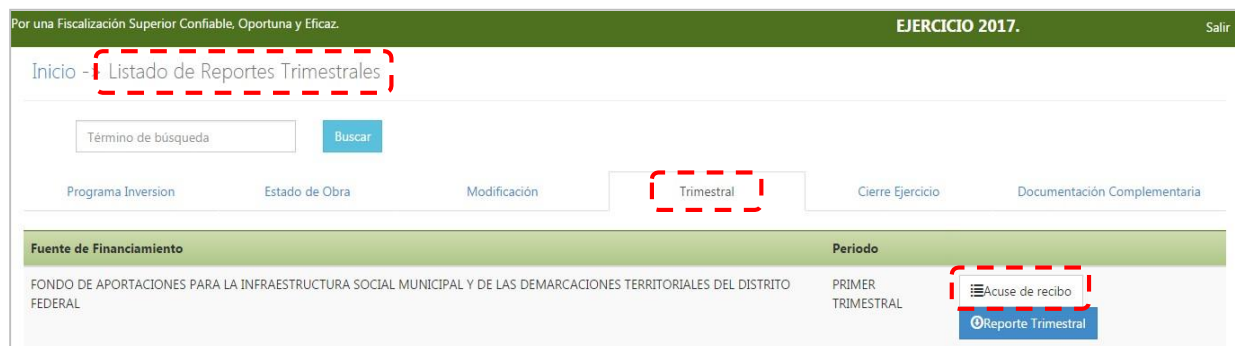 Por una Fiscalización Superior Confiable, Oportuna y Eficaz. EJERCICIO 2017. Salir
Inicio -> Listado de Reportes Trimestrales
Término de búsqueda Buscar
Programa Inversion Estado de Obra Modificación Trimestral Cierre Ejercicio Documentación Complementaria
Fuente de Financiamiento Periodo
FONDO DE APORTACIONES PARA LA INFRAESTRUCTURA SOCIAL MUNICIPAL Y DE LAS DEMARCACIONES TERRITORIALES DEL DISTRITO
FEDERAL
PRIMER
TRIMESTRAL
Acuse de recibo
Reporte Trimestral